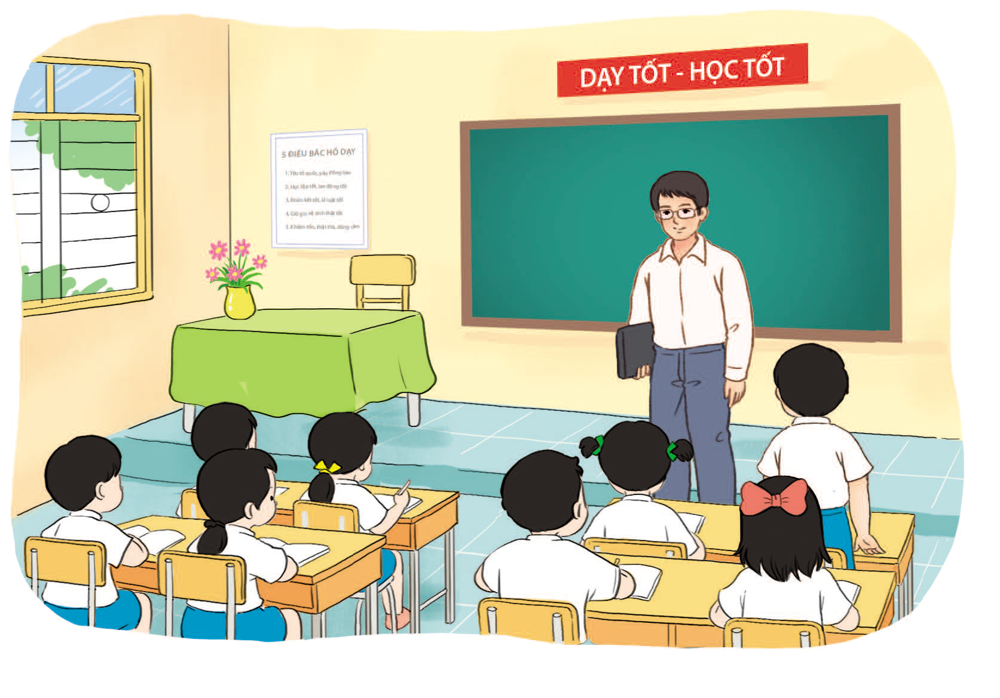 DẠY TỐT - HỌC TỐT
5 ĐIỀU BÁC HỒ DẠY
1. Yêu tổ quốc, yêu đồng bào
2. Học tập tốt, lao động tốt
3. Đoàn kết tốt, kỉ luật tốt
4. Giữ gìn vệ sinh thật tốt
5. Khiêm tốn, thật thà, dũng cảm